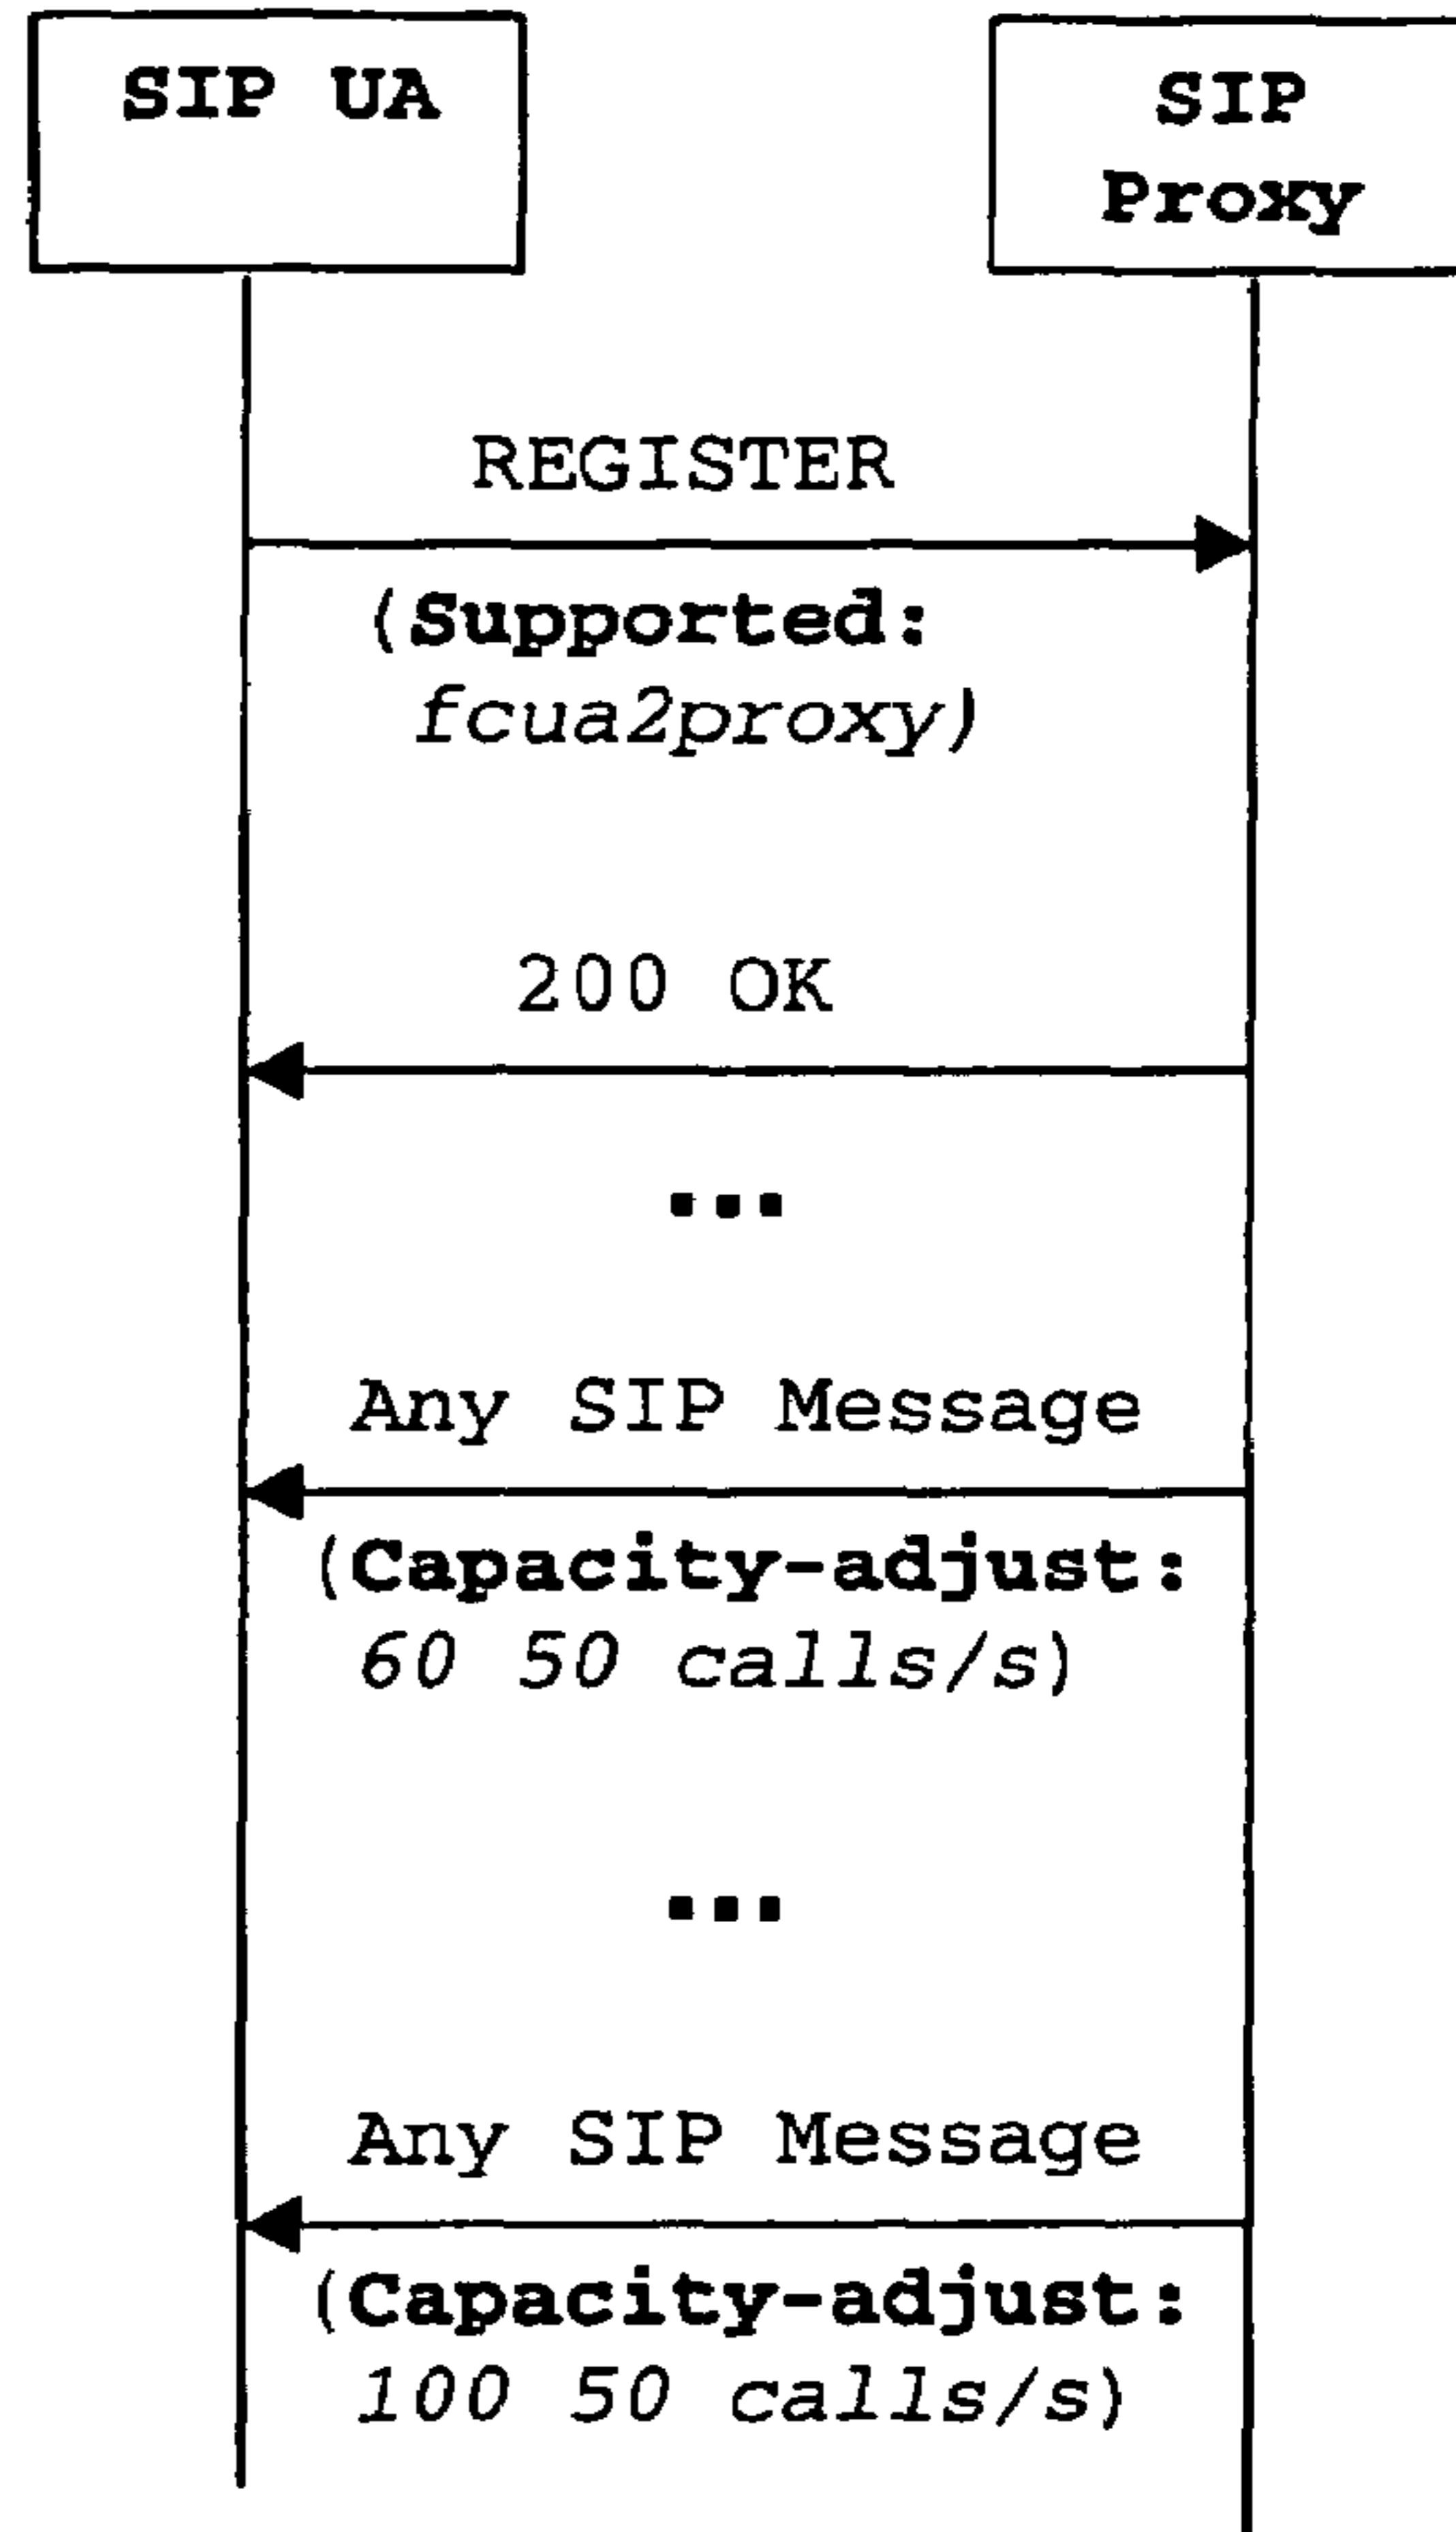 SIP UA
SIP
Proxy
REGISTER
(Supported:
fcua2proxy)
200 OK
...
Any SIP Message
(Capacity-adjust:
60 50 calls/s)
...
Any SIP Message
(Capacity-adjust:
100 50 calls/s)